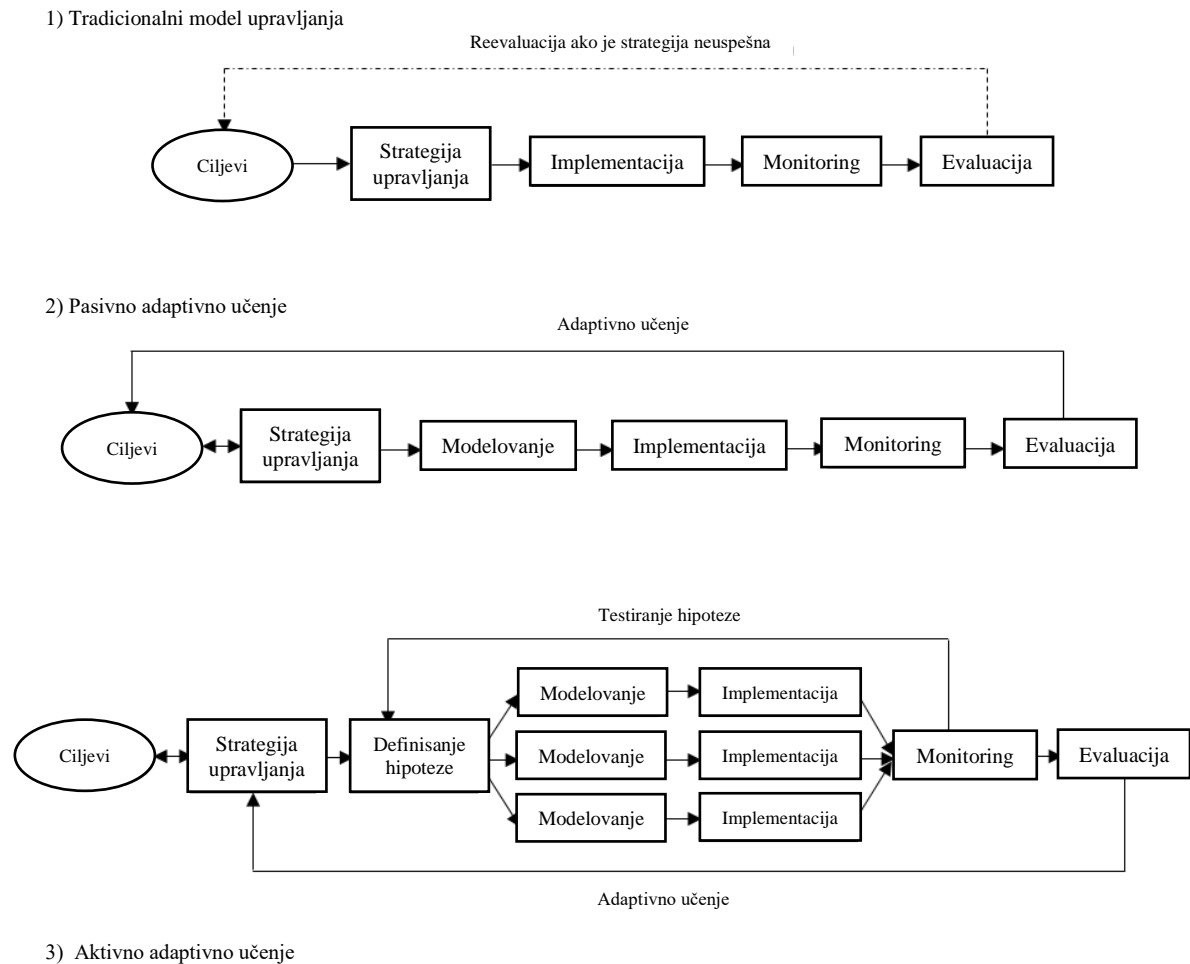 1) Tradicionalni model upravljanja
Reevaluacija ako je strategija neuspešna
Ciljevi
Strategija
upravljanja
Implementacija
Monitoring
Evaluacija
2) Pasivno adaptivno učenje
Adaptivno učenje
Ciljevi
Strategija
upravljanja
Modelovanje
Implementacija
Monitoring
Evaluacija
Testiranje hipoteze
Ciljevi
Strategija
upravljanja
Definisanje
hipoteze
Modelovanje
Implementacija
Modelovanje
Implementacija
Modelovanje
Implementacija
Monitoring
Evaluacija
Adaptivno učenje
3) Aktivno adaptivno učenje